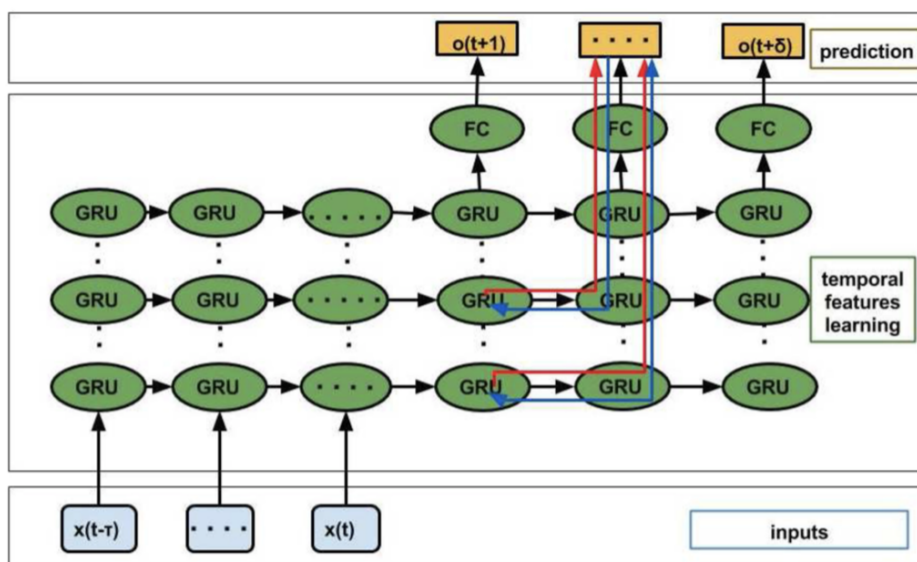 o(t+1) . . . . o(t+δ) prediction
FC FC FC
GRU GRU . . . . . GRU GRU GRU
GRU GRU . . . . . GRU GRU GRU
temporal
features
learning
GRU GRU . . . . GRU GRU GRU
x(t-τ) . . . . x(t) inputs